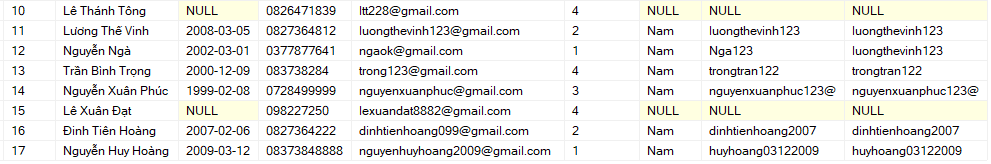 10 Lê Thánh Tông NULL 0826471839 ltt228@gmail.com 4 NULL NULL NULL
11 Lương Thế Vinh 2008-03-05 0827364812 luongthevinh123@gmail.com 2 Nam luongthevinh123 luongthevinh123
12 Nguyễn Ngà 2002-03-01 0377877641 ngaok@gmail.com 1 Nam Nga123 luongthevinh123
13 Trần Bình Trọng 2000-12-09 083738284 trong123@gmail.com 4 Nam trongtran122 trongtran122
14 Nguyễn Xuân Phúc 1999-02-08 0728499999 nguyenxuanphuc@gmail.com 3 Nam nguyenxuanphuc123@ nguyenxuanphuc123@
15 Lê Xuân Đạt NULL 098227250 lexuandat8882@gmail.com 4 NULL NULL NULL
16 Đinh Tiên Hoàng 2007-02-06 0827364222 dinhtienhoang099@gmail.com 2 Nam dinhtienhoang2007 dinhtienhoang2007
17 Nguyễn Huy Hoàng 2009-03-12 08373848888 nguyenhuyhoang2009@gmail.com 1 Nam huyhoang03122009 huyhoang03122009